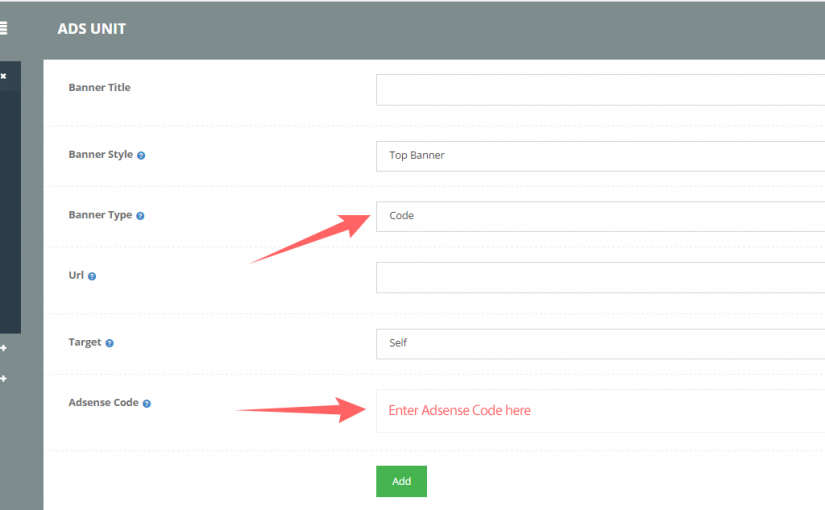 ADS UNIT
Banner Title
Banner Style
Top Banner
Banner Type
Code
Url
Target
Self
Adsense Code
Enter Adsense Code here
Add